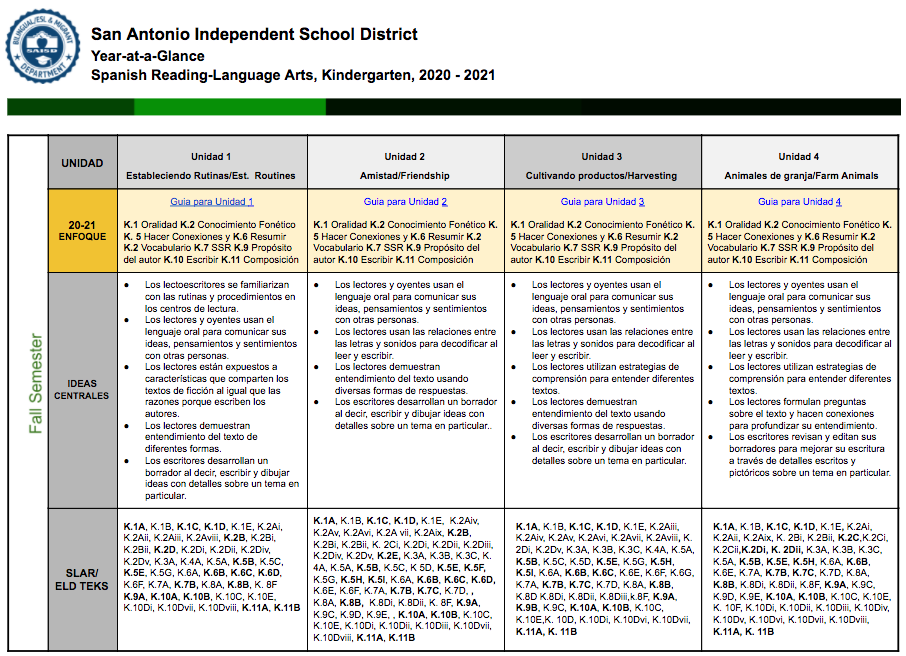 BILINGUAL/ESL & MIGRANT
SAISD
DEPARTMENT
San Antonio Independent School District
Year-at-a-Glance
Spanish Reading-Language Arts, Kindergarten, 2020 - 2021
Fall Semester
UNIDAD
Unidad 1
Estableciendo Rutinas/Est. Routines
Unidad 2
Amistad/Friendship
Unidad 3
Cultivando productos/Harvesting
Unidad 4
Animales de granja/Farm Animals
20-21
ENFOQUE
Guia para Unidad 1
K.1 Oralidad K.2 Conocimiento Fonético
K. 5 Hacer Conexiones y K.6 Resumir
K.2 Vocabulario K.7 SSR K.9 Propósito
del autor K.10 Escribir K.11 Composición
Guia para Unidad 2
K.1 Oralidad K.2 Conocimiento Fonético K.
5 Hacer Conexiones y K.6 Resumir K.2
Vocabulario K.7 SSR K.9 Propósito del
autor K.10 Escribir K.11 Composición
Guia para Unidad 3
K.1 Oralidad K.2 Conocimiento Fonético K.
5 Hacer Conexiones y K.6 Resumir K.2
Vocabulario K.7 SSR K.9 Propósito del
autor K.10 Escribir K.11 Composición
Guia para Unidad 4
K.1 Oralidad K.2 Conocimiento Fonético K.
5 Hacer Conexiones y K.6 Resumir K.2
Vocabulario K.7 SSR K.9 Propósito del
autor K.10 Escribir K.11 Composición
IDEAS
CENTRALES
● Los lectoescritores se familiarizan
con las rutinas y procedimientos en
los centros de lectura.
● Los lectores y oyentes usan el
lenguaje oral para comunicar sus
ideas, pensamientos y sentimientos
con otras personas.
● Los lectores están expuestos a
características que comparten los
textos de ficción al igual que las
razones porque escriben los
autores.
● Los lectores demuestran
entendimiento del texto de
diferentes formas.
● Los escritores desarrollan un
borrador al decir, escribir y dibujar
ideas con detalles sobre un tema en
particular.
● Los lectores y oyentes usan el
lenguaje oral para comunicar sus
ideas, pensamientos y sentimientos
con otras personas.
● Los lectores usan las relaciones entre
las letras y sonidos para decodificar al
leer y escribir.
● Los lectores demuestran
entendimiento del texto usando
diversas formas de respuestas.
● Los escritores desarrollan un borrador
al decir, escribir y dibujar ideas con
detalles sobre un tema en particular..
● Los lectores y oyentes usan el
lenguaje oral para comunicar sus
ideas, pensamientos y sentimientos
con otras personas.
● Los lectores usan las relaciones entre
las letras y sonidos para decodificar al
leer y escribir.
● Los lectores utilizan estrategias de
comprensión para entender diferentes
textos.
● Los lectores demuestran
entendimiento del texto usando
diversas formas de respuestas.
● Los escritores desarrollan un borrador
al decir, escribir y dibujar ideas con
detalles sobre un tema en particular.
● Los lectores y oyentes usan el
lenguaje oral para comunicar sus
ideas, pensamientos y sentimientos
con otras personas.
● Los lectores usan las relaciones entre
las letras y sonidos para decodificar al
leer y escribir.
● Los lectores utilizan estrategias de
comprensión para entender diferentes
textos.
● Los lectores formulan preguntas
sobre el texto y hacen conexiones
para profundizar su entendimiento.
● Los escritores revisan y editan sus
borradores para mejorar su escritura
a través de detalles escritos y
pictóricos sobre un tema en particular.
SLAR/
ELD TEKS
K.1A, K.1B, K.1C, K.1D, K.1E, K.2Ai,
K.2Aii, K.2Aiii, K.2Aviii, K.2B, K.2Bi,
K.2Bii, K.2D, K.2Di, K.2Dii, K.2Div,
K.2Dv, K.3A, K.4A, K.5A, K.5B, K.5C,
K.5E, K.5G, K.6A, K.6B, K.6C, K.6D,
K.6F, K.7A, K.7B, K.8A, K.8B, K. 8F
K.9A, K.10A, K.10B, K.10C, K.10E,
K.10Di, K.10Dvii, K.10Dviii, K.11A, K.11B
K.1A, K.1B, K.1C, K.1D, K.1E, K.2Aiv,
K.2Av, K.2Avi, K.2A vii, K.2Aix, K.2B,
K.2Bi, K.2Bii, K. 2Ci, K.2Di, K.2Dii, K.2Diii,
K.2Div, K.2Dv, K.2E, K.3A, K.3B, K.3C, K.
4A, K.5A, K.5B, K.5C, K.5D, K.5E, K.5F,
K.5G, K.5H, K.5I, K.6A, K.6B, K.6C, K.6D,
K.6E, K.6F, K.7A, K.7B, K.7C, K.7D, ,
K.8A, K.8B, K.8Di, K.8Dii, K. 8F, K.9A,
K.9C, K.9D, K.9E, , K.10A, K.10B, K.10C,
K.10E, K.10Di, K.10Dii, K.10Diii, K.10Dvii,
K.10Dviii, K.11A, K.11B
K.1A, K.1B, K.1C, K.1D, K.1E, K.2Aiii,
K.2Aiv, K.2Av, K.2Avi, K.2Avii, K.2Aviii, K.
2Di, K.2Dv, K.3A, K.3B, K.3C, K.4A, K.5A,
K.5B, K.5C, K.5D, K.5E, K.5G, K.5H,
K.5I, K.6A, K.6B, K.6C, K.6E, K.6F, K.6G,
K.7A, K.7B, K.7C, K.7D, K.8A, K.8B,
K.8D K.8Di, K.8Dii, K.8Diii,K.8F, K.9A,
K.9B, K.9C, K.10A, K.10B, K.10C,
K.10E,K.10D, K.10Di, K.10Dvi, K.10Dvii,
K.11A, K. 11B
K.1A, K.1B, K.1C, K.1D, K.1E, K.2Ai,
K.2Aii, K.2Aix, K. 2Bi, K.2Bii, K.2C,K.2Ci,
K.2Cii,K.2Di, K. 2Dii, K.3A, K.3B, K.3C,
K.5A, K.5B, K.5E, K.5H, K.6A, K.6B,
K.6E, K.7A, K.7B, K.7C, K.7D, K.8A,
K.8B, K.6Di, K.8Dii, K.8F, K.9A, K.9C,
K.9D, K.9E, K.10A, K.10B, K.10C, K.10E,
K. 10F, K.10Di, K.10Dii, K.10Diii, K.10Div,
K.10Dv, K.10Dvi, K.10Dvii, K.10Dviii,
K.11A, K. 11B